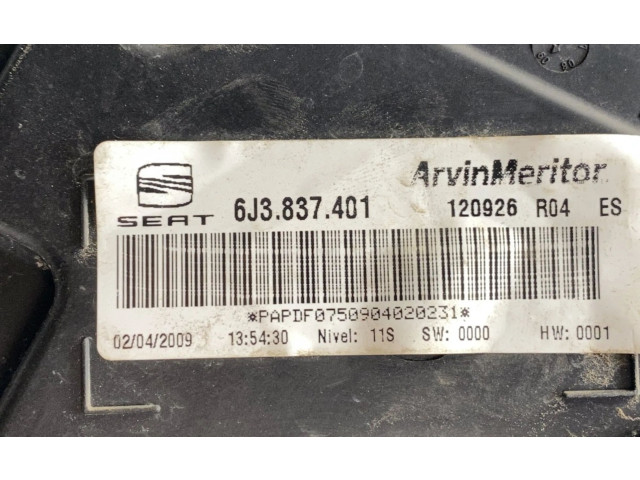 ArvinMeritor
SEAT 6J3.837.401 120926 R04 ES
*PAPDF0750904020231*
02/04/2009 13:54:30 Nivel: 11S SW: 0000 HW: 0001